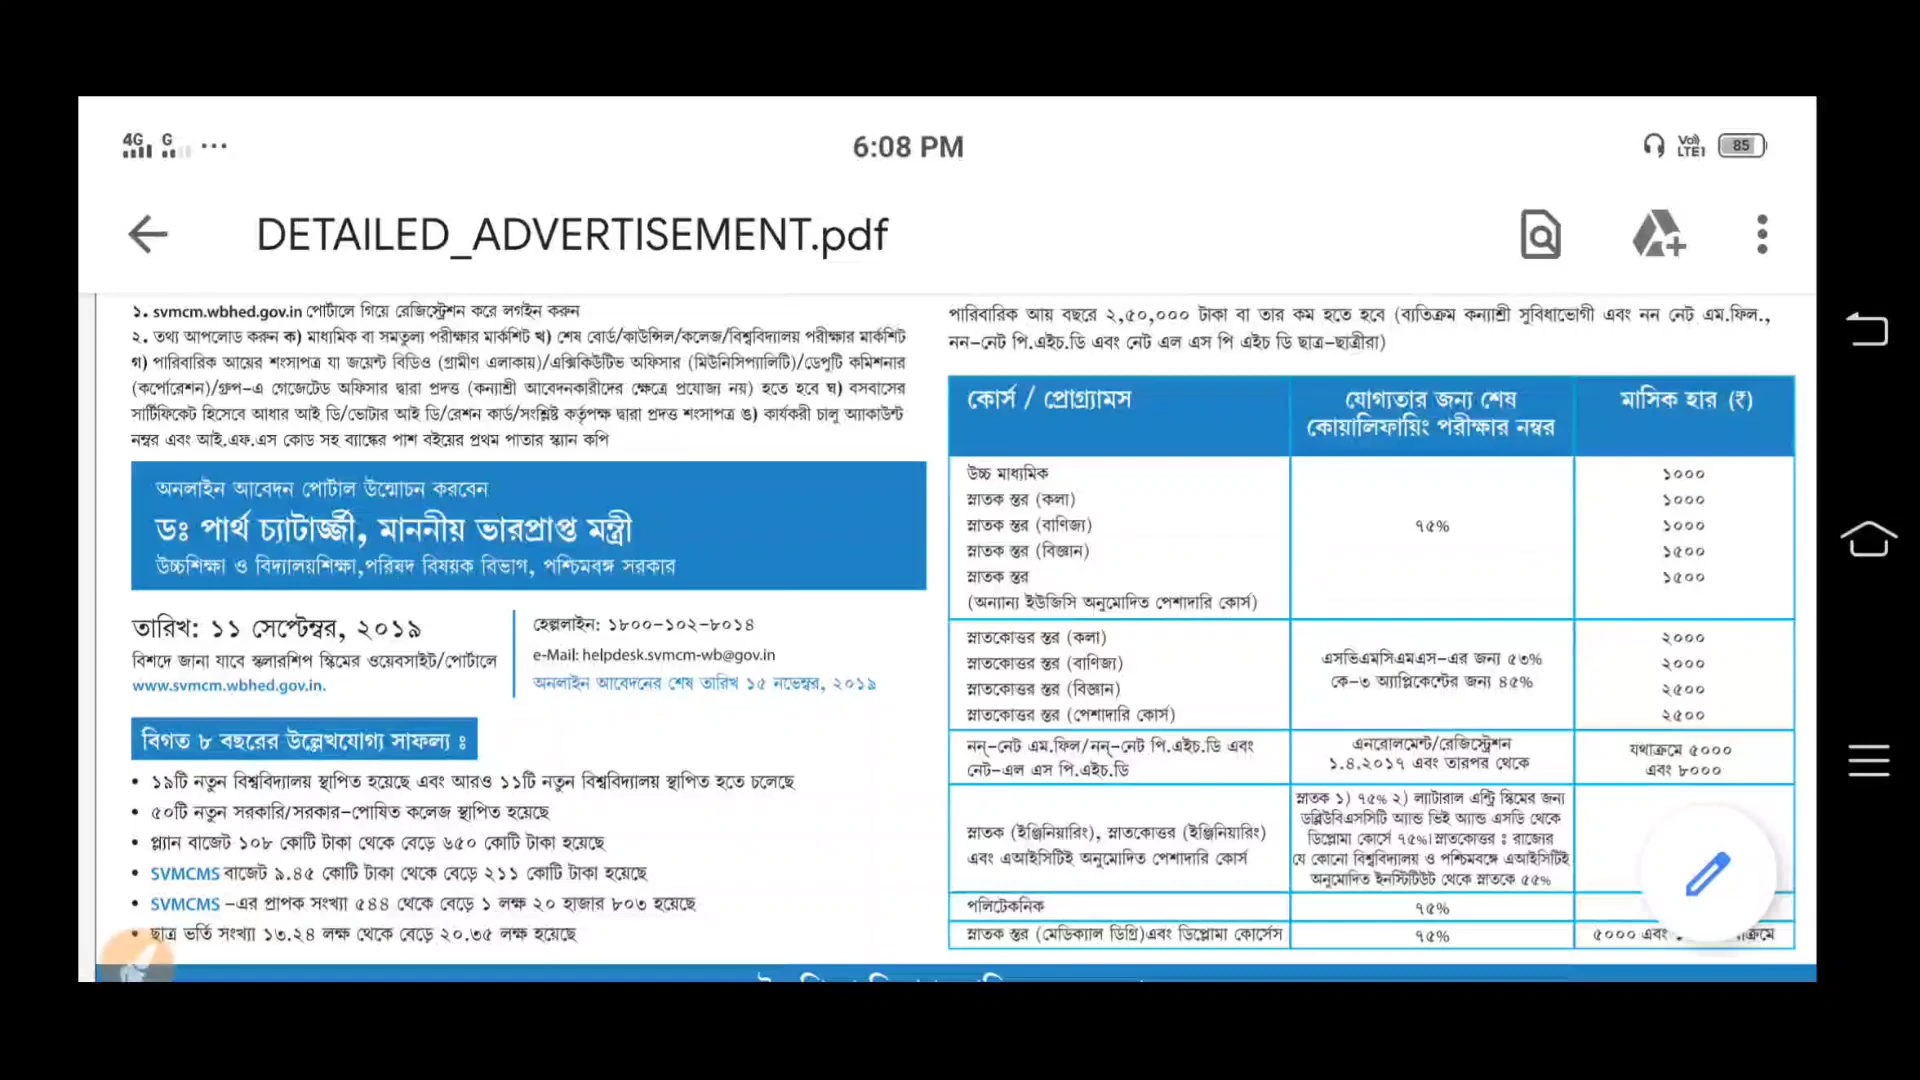 4G G ...
6:08 PM
Vo) LTE1 85
DETAILED_ADVERTISEMENT.pdf
১. svmcm.wbhed.gov.in পোর্টালে গিয়ে রেজিস্ট্রেশন করে লগইন করুন
২. তথ্য আপলোড করুন ক) মাধ্যমিক বা সমতুল্য পরীক্ষার মার্কশিট খ) শেষ বোর্ড/কাউন্সিল/কলেজ/বিশ্ববিদ্যালয় পরীক্ষার মার্কশিট
গ) পারিবারিক আয়ের শংসাপত্র যা জয়েন্ট বিডিও (গ্রামীণ এলাকায়)/এক্সিকিউটিভ অফিসার (মিউনিসিপ্যালিটি)/ডেপুটি কমিশনার
(কর্পোরেশন)/গ্রুপ-এ গেজেটেড অফিসার দ্বারা প্রদত্ত (কন্যাশ্রী আবেদনকারীদের ক্ষেত্রে প্রযোজ্য নয়) হতে হবে ঘ) বসবাসের
সার্টিফিকেট হিসেবে আধার আই ডি/ভোটার আই ডি/রেশন কার্ড/সংশ্লিষ্ট কর্তৃপক্ষ দ্বারা প্রদত্ত শংসাপত্র ঙ) কার্যকরী চালু অ্যাকাউন্ট
নম্বর এবং আই.এফ.এস কোড সহ ব্যাঙ্কের পাশ বইয়ের প্রথম পাতার স্ক্যান কপি
অনলাইন আবেদন পোর্টাল উন্মোচন করবেন
ডঃ পার্থ চ্যাটার্জ্জী, মাননীয় ভারপ্রাপ্ত মন্ত্রী
উচ্চশিক্ষা ও বিদ্যালয়শিক্ষা,পরিষদ বিষয়ক বিভাগ, পশ্চিমবঙ্গ সরকার
তারিখ: ১১ সেপ্টেম্বর, ২০১৯
বিশদে জানা যাবে স্কলারশিপ স্কিমের ওয়েবসাইট/পোর্টালে
www.svmcm.wbhed.gov.in.
হেল্পলাইন: ১৮০০-১০২-৮০১৪
e-Mail: helpdesk.svmcm-wb@gov.in
অনলাইন আবেদনের শেষ তারিখ ১৫ নভেম্বর, ২০১৯
বিগত ৮ বছরের উল্লেখযোগ্য সাফল্য :
• ১৯টি নতুন বিশ্ববিদ্যালয় স্থাপিত হয়েছে এবং আরও ১১টি নতুন বিশ্ববিদ্যালয় স্থাপিত হতে চলেছে
• ৫০টি নতুন সরকারি/সরকার-পোষিত কলেজ স্থাপিত হয়েছে
• প্ল্যান বাজেট ১০৮ কোটি টাকা থেকে বেড়ে ৬৫০ কোটি টাকা হয়েছে
• SVMCMS বাজেট ৯.৪৫ কোটি টাকা থেকে বেড়ে ২১১ কোটি টাকা হয়েছে
• SVMCMS -এর প্রাপক সংখ্যা ৫৪৪ থেকে বেড়ে ১ লক্ষ ২০ হাজার ৮০৩ হয়েছে
• ছাত্র ভর্তি সংখ্যা ১৩.২৪ লক্ষ থেকে বেড়ে ২০.৩৫ লক্ষ হয়েছে
পারিবারিক আয় বছরে ২,৫০,০০০ টাকা বা তার কম হতে হবে (ব্যতিক্রম কন্যাশ্রী সুবিধাভোগী এবং নন নেট এম.ফিল.,
নন-নেট পি.এইচ.ডি এবং নেট এল এস পি এইচ ডি ছাত্র-ছাত্রীরা)
কোর্স / প্রোগ্র্যামস
যোগ্যতার জন্য শেষ
কোয়ালিফায়িং পরীক্ষার নম্বর
মাসিক হার (₹)
উচ্চ মাধ্যমিক ১০০০
স্নাতক স্তর (কলা) ১০০০
স্নাতক স্তর (বাণিজ্য) ৭৫% ১০০০
স্নাতক স্তর (বিজ্ঞান) ১৫০০
স্নাতক স্তর ১৫০০
(অন্যান্য ইউজিসি অনুমোদিত পেশাদারি কোর্স)
স্নাতকোত্তর স্তর (কলা)
স্নাতকোত্তর স্তর (বাণিজ্য)
স্নাতকোত্তর স্তর (বিজ্ঞান)
স্নাতকোত্তর স্তর (পেশাদারি কোর্স)
এসভিএমসিএমএস-এর জন্য ৫৩%
কে-৩ অ্যাপ্লিকেন্টের জন্য ৪৫%
২০০০
২০০০
২৫০০
২৫০০
নন্-নেট এম.ফিল/নন্-নেট পি.এইচ.ডি এবং
নেট-এল এস পি.এইচ.ডি
এনরোলমেন্ট/রেজিস্ট্রেশন
১.৪.২০১৭ এবং তারপর থেকে
যথাক্রমে ৫০০০
এবং ৮০০০
স্নাতক (ইঞ্জিনিয়ারিং), স্নাতকোত্তর (ইঞ্জিনিয়ারিং)
এবং এআইসিটিই অনুমোদিত পেশাদারি কোর্স
স্নাতক ১) ৭৫% ২) ল্যাটারাল এন্ট্রি স্কিমের জন্য
ডব্লিউবিএসসিটি অ্যান্ড ভিই অ্যান্ড এসডি থেকে
ডিপ্লোমা কোর্সে ৭৫%। স্নাতকোত্তর : রাজ্যের
যে কোনো বিশ্ববিদ্যালয় ও পশ্চিমবঙ্গে এআইসিটিই
অনুমোদিত ইনস্টিটিউট থেকে স্নাতকে ৫৫%
পলিটেকনিক ৭৫%
স্নাতক স্তর (মেডিক্যাল ডিগ্রি)এবং ডিপ্লোমা কোর্সেস ৭৫% ৫০০০ এবং